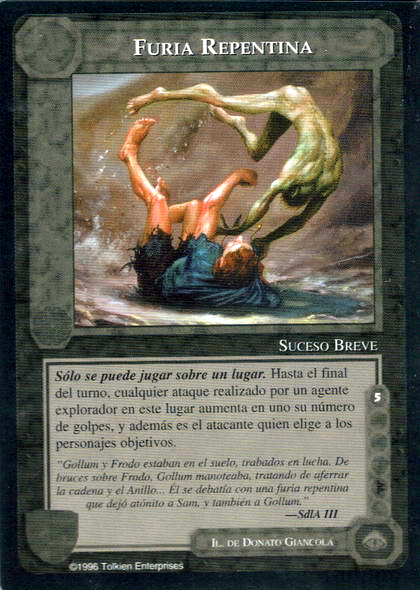 FURIA REPENTINA
SUCESO BREVE
Sólo se puede jugar sobre un lugar. Hasta el final
del turno, cualquier ataque realizado por un agente
explorador en este lugar aumenta en uno su número
de golpes, y además es el atacante quien elige a los
personajes objetivos.
5
"Gollum y Frodo estaban en el suelo, trabados en lucha. De
bruces sobre Frodo, Gollum manoteaba, tratando de aferrar
la cadena y el Anillo... Él se debatía con una furia repentina
que dejó atónito a Sam, y también a Gollum."
—SdlA III
IL. DE DONATO GIANCOLA
©1996 Tolkien Enterprises